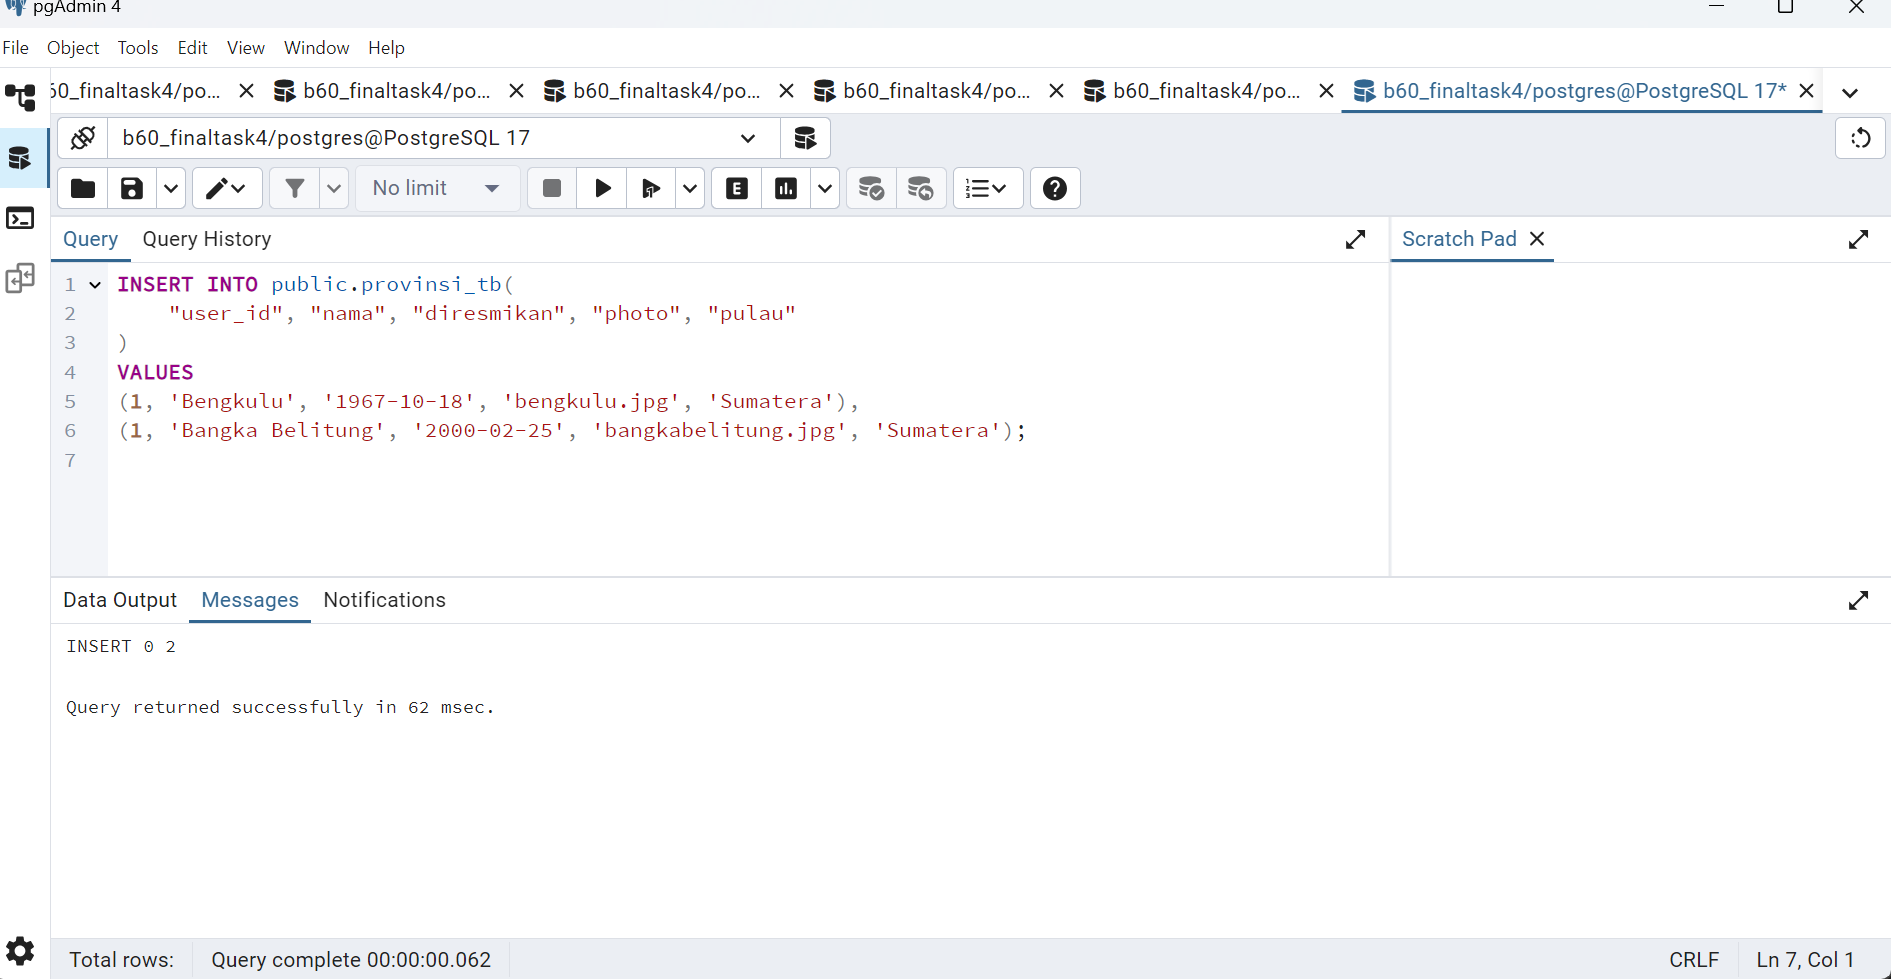 pgAdmin 4
File Object Tools Edit View Window Help
60_finaltask4/po... b60_finaltask4/po... b60_finaltask4/po... b60_finaltask4/po... b60_finaltask4/po... b60_finaltask4/postgres@PostgreSQL 17*
b60_finaltask4/postgres@PostgreSQL 17
No limit E
Query Query History Scratch Pad
1 INSERT INTO public.provinsi_tb(
2 "user_id", "nama", "diresmikan", "photo", "pulau"
3 )
4 VALUES
5 (1, 'Bengkulu', '1967-10-18', 'bengkulu.jpg', 'Sumatera'),
6 (1, 'Bangka Belitung', '2000-02-25', 'bangkabelitung.jpg', 'Sumatera');
7
Data Output Messages Notifications
INSERT 0 2
Query returned successfully in 62 msec.
Total rows: Query complete 00:00:00.062 CRLF Ln 7, Col 1